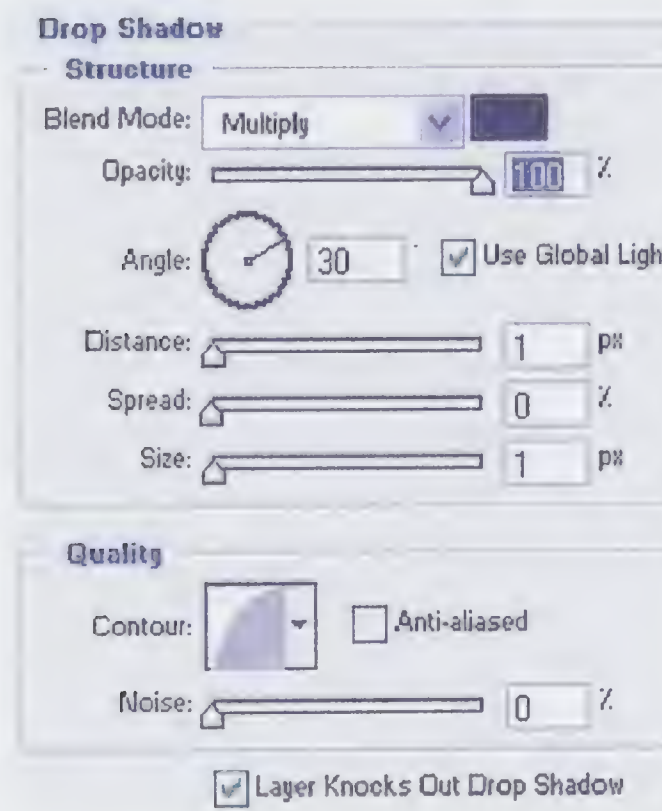 Drop Shadow
Structure
Blend Mode: Multiply
Opacity: 100 %
Angle: 30 Use Global Ligh
Distance: 1 px
Spread: 0 %
Size: 1 px
Quality
Contour: Anti-aliased
Noise: 0 %
Layer Knocks Out Drop Shadow